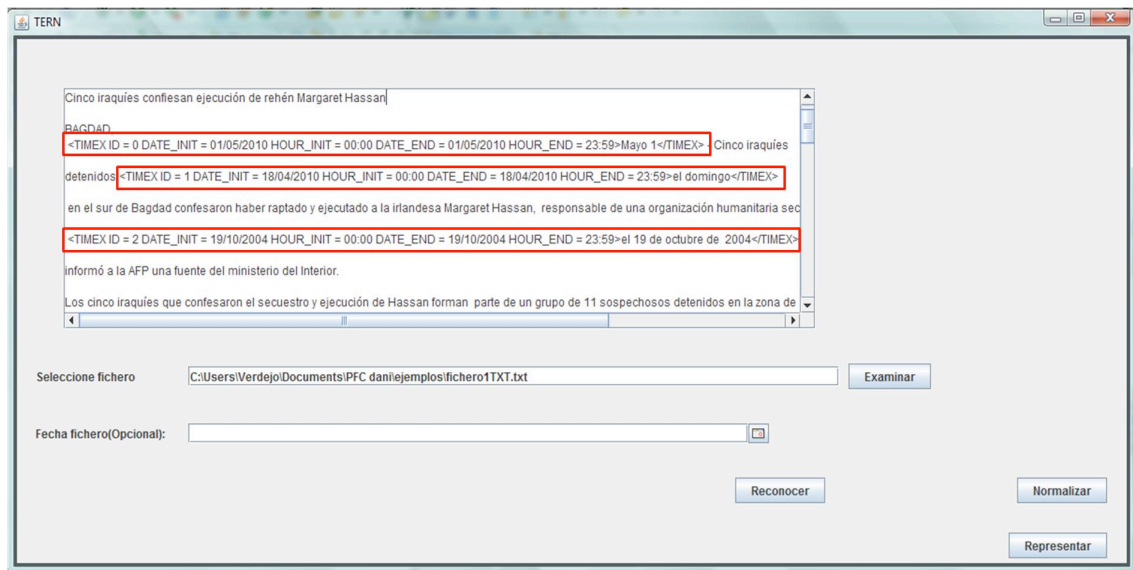 TERN
Cinco iraquíes confiesan ejecución de rehén Margaret Hassan
BAGDAD,
<TIMEX ID = 0 DATE_INIT = 01/05/2010 HOUR_INIT = 00:00 DATE_END = 01/05/2010 HOUR_END = 23:59>Mayo 1</TIMEX> - Cinco iraquíes
detenidos <TIMEX ID = 1 DATE_INIT = 18/04/2010 HOUR_INIT = 00:00 DATE_END = 18/04/2010 HOUR_END = 23:59>el domingo</TIMEX>
en el sur de Bagdad confesaron haber raptado y ejecutado a la irlandesa Margaret Hassan, responsable de una organización humanitaria sec
<TIMEX ID = 2 DATE_INIT = 19/10/2004 HOUR_INIT = 00:00 DATE_END = 19/10/2004 HOUR_END = 23:59>el 19 de octubre de 2004</TIMEX>
informó a la AFP una fuente del ministerio del Interior.
Los cinco iraquíes que confesaron el secuestro y ejecución de Hassan forman parte de un grupo de 11 sospechosos detenidos en la zona de
Seleccione fichero C:\Users\Verdejo\Documents\PFC dani\ejemplos\fichero1TXT.txt Examinar
Fecha fichero(Opcional):
Reconocer Normalizar
Representar